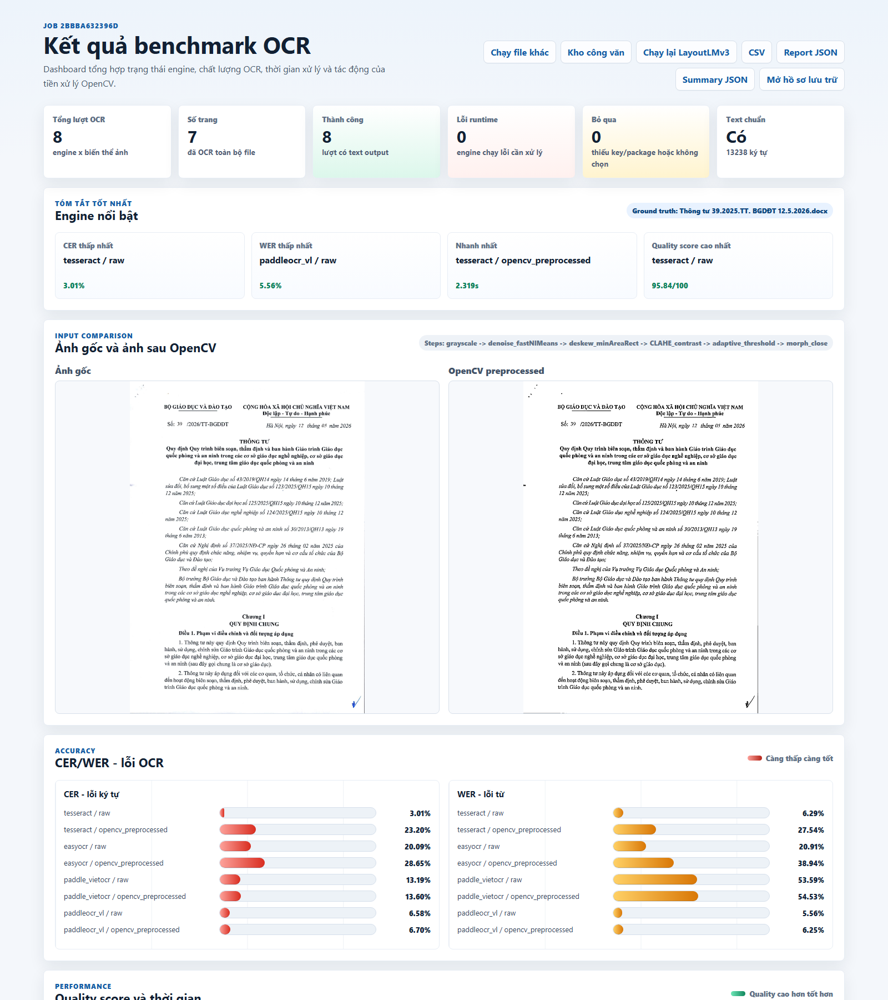 JOB 2BBBA632396D
Kết quả benchmark OCR
Dashboard tổng hợp trạng thái engine, chất lượng OCR, thời gian xử lý và tác động của
tiền xử lý OpenCV.
Chạy file khác
Kho công văn
Chạy lại LayoutLMv3
CSV
Report JSON
Summary JSON
Mở hồ sơ lưu trữ
Tổng lượt OCR
8
engine x biến thể ảnh
Số trang
7
đã OCR toàn bộ file
Thành công
8
lượt có text output
Lỗi runtime
0
engine chạy lỗi cần xử lý
Bỏ qua
0
thiếu key/package hoặc không
chọn
Text chuẩn
Có
13238 ký tự
TÓM TẮT TỐT NHẤT
Engine nổi bật
Ground truth: Thông tư 39.2025.TT. BGDĐT 12.5.2026.docx
CER thấp nhất
tesseract / raw
3.01%
WER thấp nhất
paddleocr_vl / raw
5.56%
Nhanh nhất
tesseract / opencv_preprocessed
2.319s
Quality score cao nhất
tesseract / raw
95.84/100
INPUT COMPARISON
Ảnh gốc và ảnh sau OpenCV
Steps: grayscale -> denoise_fastNlMeans -> deskew_minAreaRect -> CLAHE_contrast -> adaptive_threshold -> morph_close
Ảnh gốc
BỘ GIÁO DỤC VÀ ĐÀO TẠO
CỘNG HÒA XÃ HỘI CHỦ NGHĨA VIỆT NAM
Độc lập - Tự do - Hạnh phúc
Số: 39 /2026/TT-BGDĐT
Hà Nội, ngày 12 tháng 05 năm 2026
THÔNG TƯ
Quy định Quy trình biên soạn, thẩm định và ban hành Giáo trình Giáo dục
quốc phòng và an ninh trong các cơ sở giáo dục nghề nghiệp, cơ sở giáo dục
đại học, trung tâm giáo dục quốc phòng và an ninh
Căn cứ Luật Giáo dục số 43/2019/QH14 ngày 14 tháng 6 năm 2019; Luật
sửa đổi, bổ sung một số điều của Luật Giáo dục số 123/2025/QH15 ngày 10 tháng
12 năm 2025;
Căn cứ Luật Giáo dục đại học số 125/2025/QH15 ngày 10 tháng 12 năm 2025;
Căn cứ Luật Giáo dục nghề nghiệp số 124/2025/QH15 ngày 10 tháng 12
năm 2025;
Căn cứ Luật Giáo dục quốc phòng và an ninh số 30/2013/QH13 ngày 19
tháng 6 năm 2013;
Căn cứ Nghị định số 37/2025/NĐ-CP ngày 26 tháng 02 năm 2025 của
Chính phủ quy định chức năng, nhiệm vụ, quyền hạn và cơ cấu tổ chức của Bộ
Giáo dục và Đào tạo;
Theo đề nghị của Vụ trưởng Vụ Giáo dục Quốc phòng và An ninh;
Bộ trưởng Bộ Giáo dục và Đào tạo ban hành Thông tư quy định Quy trình
biên soạn, thẩm định và ban hành Giáo trình Giáo dục quốc phòng và an ninh
trong các cơ sở giáo dục nghề nghiệp, cơ sở giáo dục đại học, trung tâm giáo dục
quốc phòng và an ninh.
Chương I
QUY ĐỊNH CHUNG
Điều 1. Phạm vi điều chỉnh và đối tượng áp dụng
1. Thông tư này quy định Quy trình biên soạn, thẩm định, phê duyệt, ban
hành, sử dụng, chỉnh sửa Giáo trình Giáo dục quốc phòng và an ninh trong các cơ
sở giáo dục nghề nghiệp, cơ sở giáo dục đại học, trung tâm giáo dục quốc phòng
và an ninh (sau đây gọi chung là cơ sở giáo dục).
2. Thông tư này áp dụng đối với các cơ quan, tổ chức, cá nhân có liên quan
đến hoạt động biên soạn, thẩm định, phê duyệt, ban hành, sử dụng, chỉnh sửa Giáo
trình Giáo dục quốc phòng và an ninh.
OpenCV preprocessed
BỘ GIÁO DỤC VÀ ĐÀO TẠO
CỘNG HÒA XÃ HỘI CHỦ NGHĨA VIỆT NAM
Độc lập - Tự do - Hạnh phúc
Số: 39 /2026/TT-BGDĐT
Hà Nội, ngày 12 tháng 05 năm 2026
THÔNG TƯ
Quy định Quy trình biên soạn, thẩm định và ban hành Giáo trình Giáo dục
quốc phòng và an ninh trong các cơ sở giáo dục nghề nghiệp, cơ sở giáo dục
đại học, trung tâm giáo dục quốc phòng và an ninh
Căn cứ Luật Giáo dục số 43/2019/QH14 ngày 14 tháng 6 năm 2019; Luật
sửa đổi, bổ sung một số điều của Luật Giáo dục số 123/2025/QH15 ngày 10 tháng
12 năm 2025;
Căn cứ Luật Giáo dục đại học số 125/2025/QH15 ngày 10 tháng 12 năm 2025;
Căn cứ Luật Giáo dục nghề nghiệp số 124/2025/QH15 ngày 10 tháng 12
năm 2025;
Căn cứ Luật Giáo dục quốc phòng và an ninh số 30/2013/QH13 ngày 19
tháng 6 năm 2013;
Căn cứ Nghị định số 37/2025/NĐ-CP ngày 26 tháng 02 năm 2025 của
Chính phủ quy định chức năng, nhiệm vụ, quyền hạn và cơ cấu tổ chức của Bộ
Giáo dục và Đào tạo;
Theo đề nghị của Vụ trưởng Vụ Giáo dục Quốc phòng và An ninh;
Bộ trưởng Bộ Giáo dục và Đào tạo ban hành Thông tư quy định Quy trình
biên soạn, thẩm định và ban hành Giáo trình Giáo dục quốc phòng và an ninh
trong các cơ sở giáo dục nghề nghiệp, cơ sở giáo dục đại học, trung tâm giáo dục
quốc phòng và an ninh.
Chương I
QUY ĐỊNH CHUNG
Điều 1. Phạm vi điều chỉnh và đối tượng áp dụng
1. Thông tư này quy định Quy trình biên soạn, thẩm định, phê duyệt, ban
hành, sử dụng, chỉnh sửa Giáo trình Giáo dục quốc phòng và an ninh trong các cơ
sở giáo dục nghề nghiệp, cơ sở giáo dục đại học, trung tâm giáo dục quốc phòng
và an ninh (sau đây gọi chung là cơ sở giáo dục).
2. Thông tư này áp dụng đối với các cơ quan, tổ chức, cá nhân có liên quan
đến hoạt động biên soạn, thẩm định, phê duyệt, ban hành, sử dụng, chỉnh sửa Giáo
trình Giáo dục quốc phòng và an ninh.
ACCURACY
CER/WER - lỗi OCR
Càng thấp càng tốt
CER - lỗi ký tự
tesseract / raw 3.01%
tesseract / opencv_preprocessed 23.20%
easyocr / raw 20.09%
easyocr / opencv_preprocessed 28.65%
paddle_vietocr / raw 13.19%
paddle_vietocr / opencv_preprocessed 13.60%
paddleocr_vl / raw 6.58%
paddleocr_vl / opencv_preprocessed 6.70%
WER - lỗi từ
tesseract / raw 6.29%
tesseract / opencv_preprocessed 27.54%
easyocr / raw 20.91%
easyocr / opencv_preprocessed 38.94%
paddle_vietocr / raw 53.59%
paddle_vietocr / opencv_preprocessed 54.53%
paddleocr_vl / raw 5.56%
paddleocr_vl / opencv_preprocessed 6.25%
PERFORMANCE
Quality score và thời gian
Quality cao hơn tốt hơn